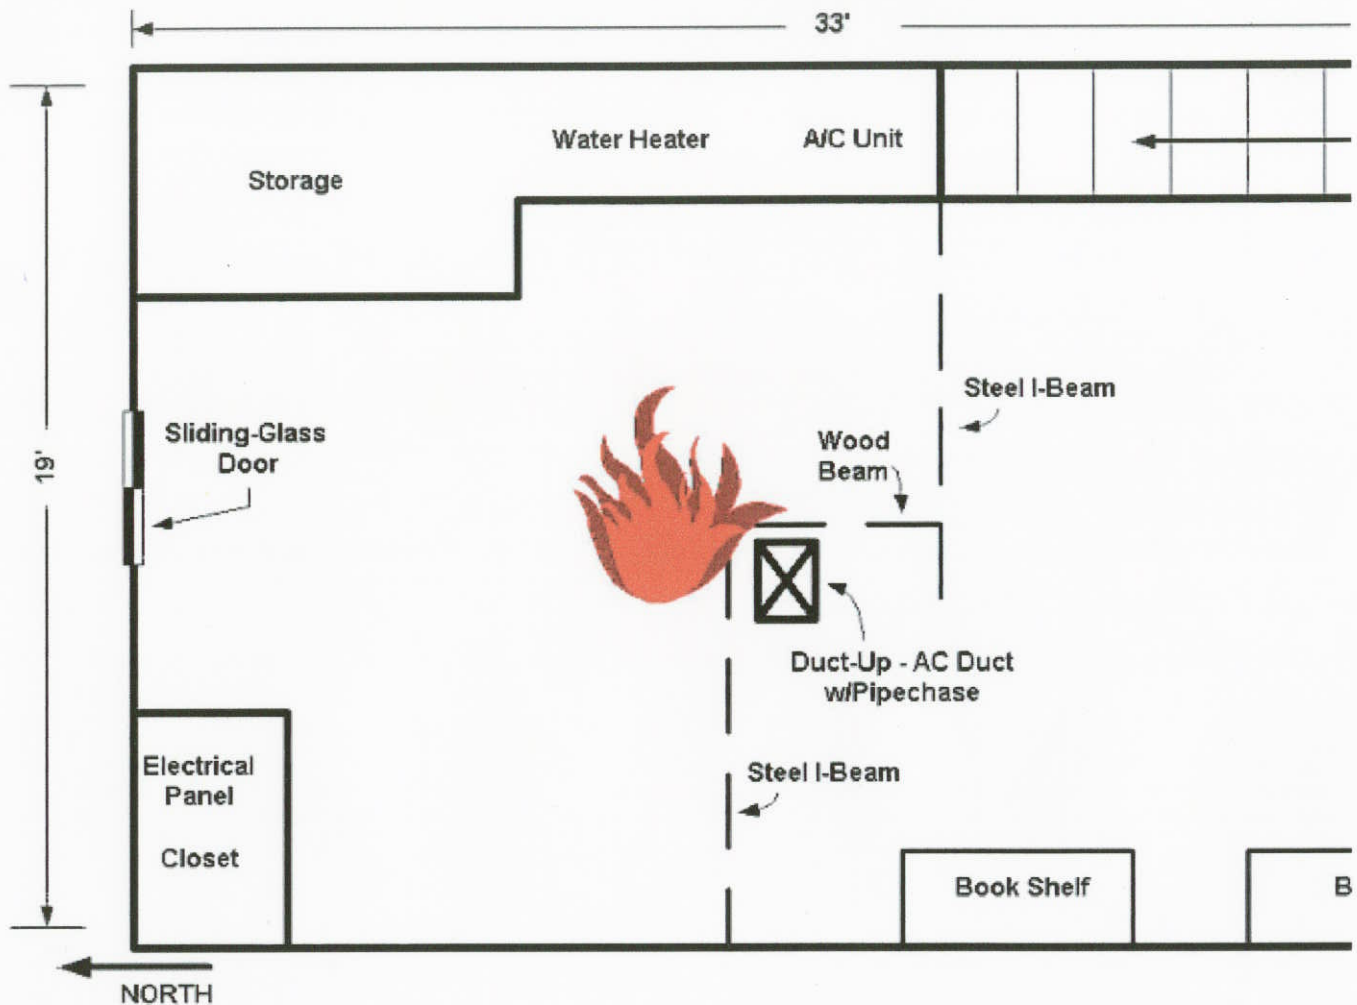 33'
Water Heater
A/C Unit
Storage
Steel I-Beam
Sliding-Glass
Door
Wood
Beam
19'
Duct-Up - AC Duct
w/Pipechase
Electrical
Panel
Closet
Steel I-Beam
Book Shelf
B
NORTH